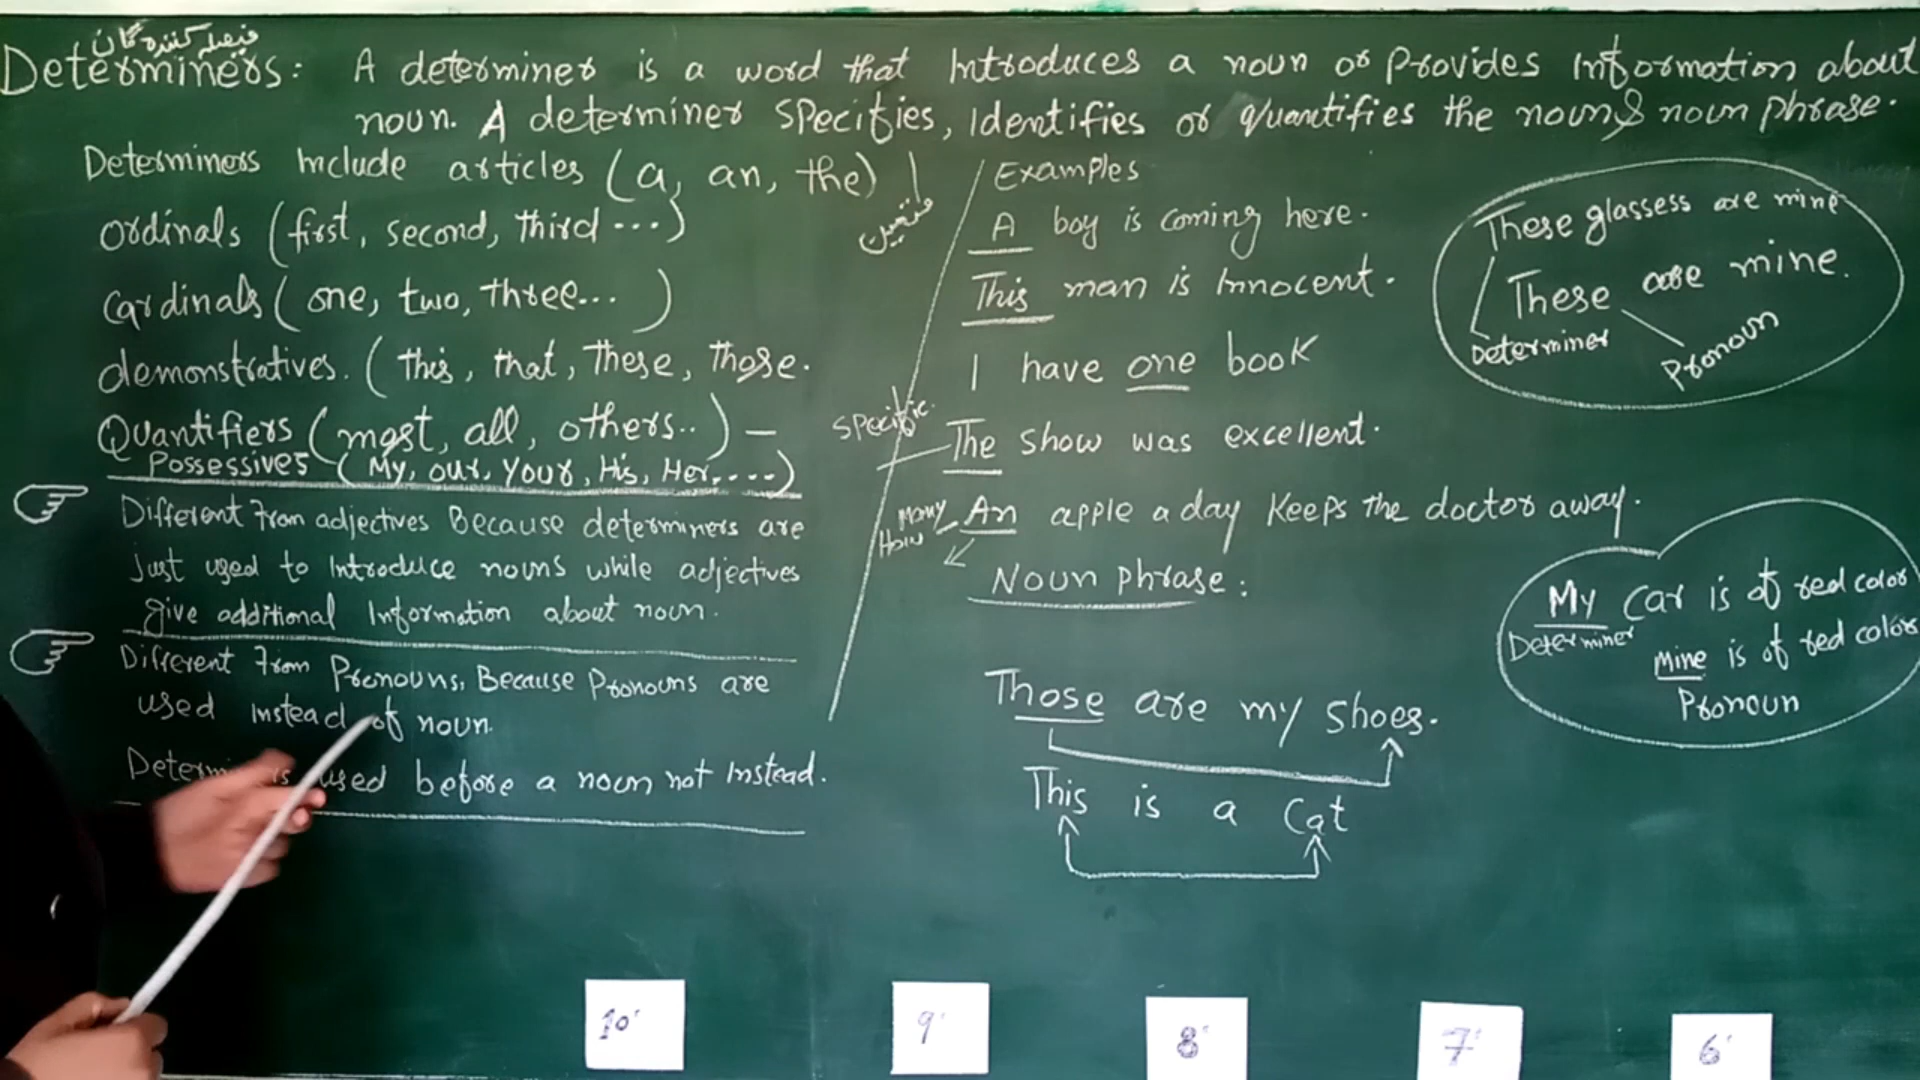 فیصلہ کنندہ گان
Determiners: A determiner is a word that Introduces a noun or Provides Information about
noun. A determiner specifies, Identifies or quantifies the noun & noun phrase.
Determiners Include articles (a, an, the)
ordinals (first, second, third ...)
Cardinals (one, two, three... )
demonstratives. (this, that, These, those.
Quantifiers (most, all, others..) –
Possessives (My, our, Your, His, Her,....)
Different From adjectives Because determiners are
Just used to Introduce nouns while adjectives
give additional Information about noun.
Different From Pronouns, Because Pronouns are
used instead of noun.
used before a noun not Instead.
Examples
A boy is coming here.
This man is Innocent.
I have one book
Specific.
The show was excellent.
Many
An apple a day Keeps the doctor away.
Noun phrase:
Those are my Shoes.
This is a Cat
These glassess are mine
These are mine.
Determiner
Pronoun
My Car is of red color
Determiner
Mine is of red color
Pronoun
10
9
8
7
6